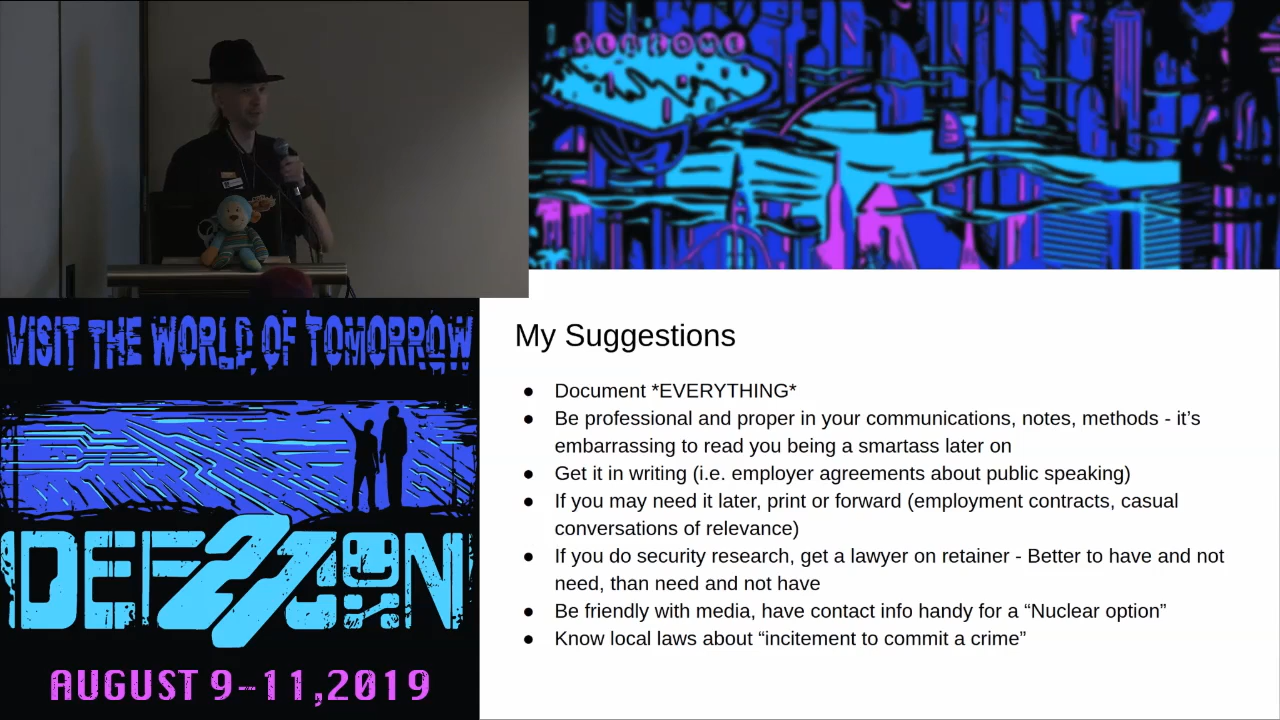 WELCOME
VISIT THE WORLD OF TOMORROW
DEF CON
27
AUGUST 9-11,2019
My Suggestions
● Document *EVERYTHING*
● Be professional and proper in your communications, notes, methods - it’s
embarrassing to read you being a smartass later on
● Get it in writing (i.e. employer agreements about public speaking)
● If you may need it later, print or forward (employment contracts, casual
conversations of relevance)
● If you do security research, get a lawyer on retainer - Better to have and not
need, than need and not have
● Be friendly with media, have contact info handy for a “Nuclear option”
● Know local laws about “incitement to commit a crime”